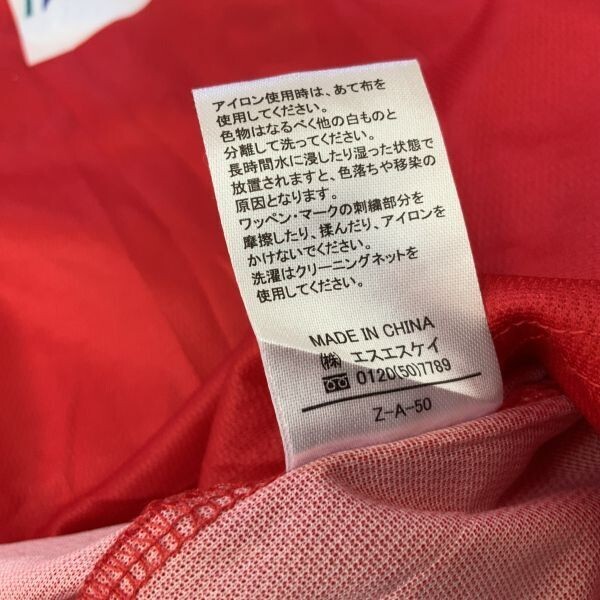 アイロン使用時は、あて布を
使用してください。
色物はなるべく他の白ものと
分離して洗ってください。
長時間水に浸したり湿った状態で
放置されますと、色落ちや移染の
原因となります。
ワッペン・マークの刺繍部分を
摩擦したり、揉んだり、アイロンを
かけないでください。
洗濯はクリーニングネットを
使用してください。
MADE IN CHINA
㈱ エスエスケイ
0120(50)7789
Z-A-50